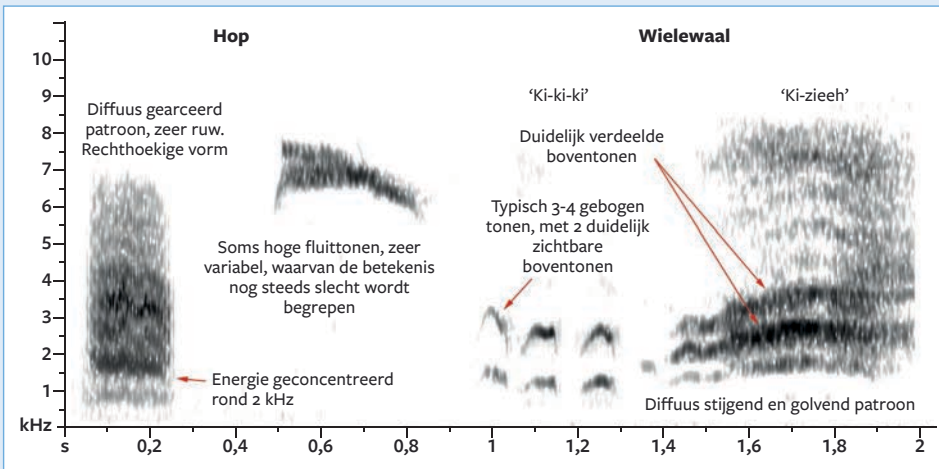 Hop
Wielewaal
10
9
8
7
6
5
4
3
2
1
kHz
Diffuus gearceerd
patroon, zeer ruw.
Rechthoekige vorm
Soms hoge fluittonen, zeer
variabel, waarvan de betekenis
nog steeds slecht wordt
begrepen
Energie geconcentreerd
rond 2 kHz
‘Ki-ki-ki’
‘Ki-zieeh’
Duidelijk verdeelde
boventonen
Typisch 3-4 gebogen
tonen, met 2 duidelijk
zichtbare
boventonen
Diffuus stijgend en golvend patroon
s
0,2
0,4
0,6
0,8
1
1,2
1,4
1,6
1,8
2